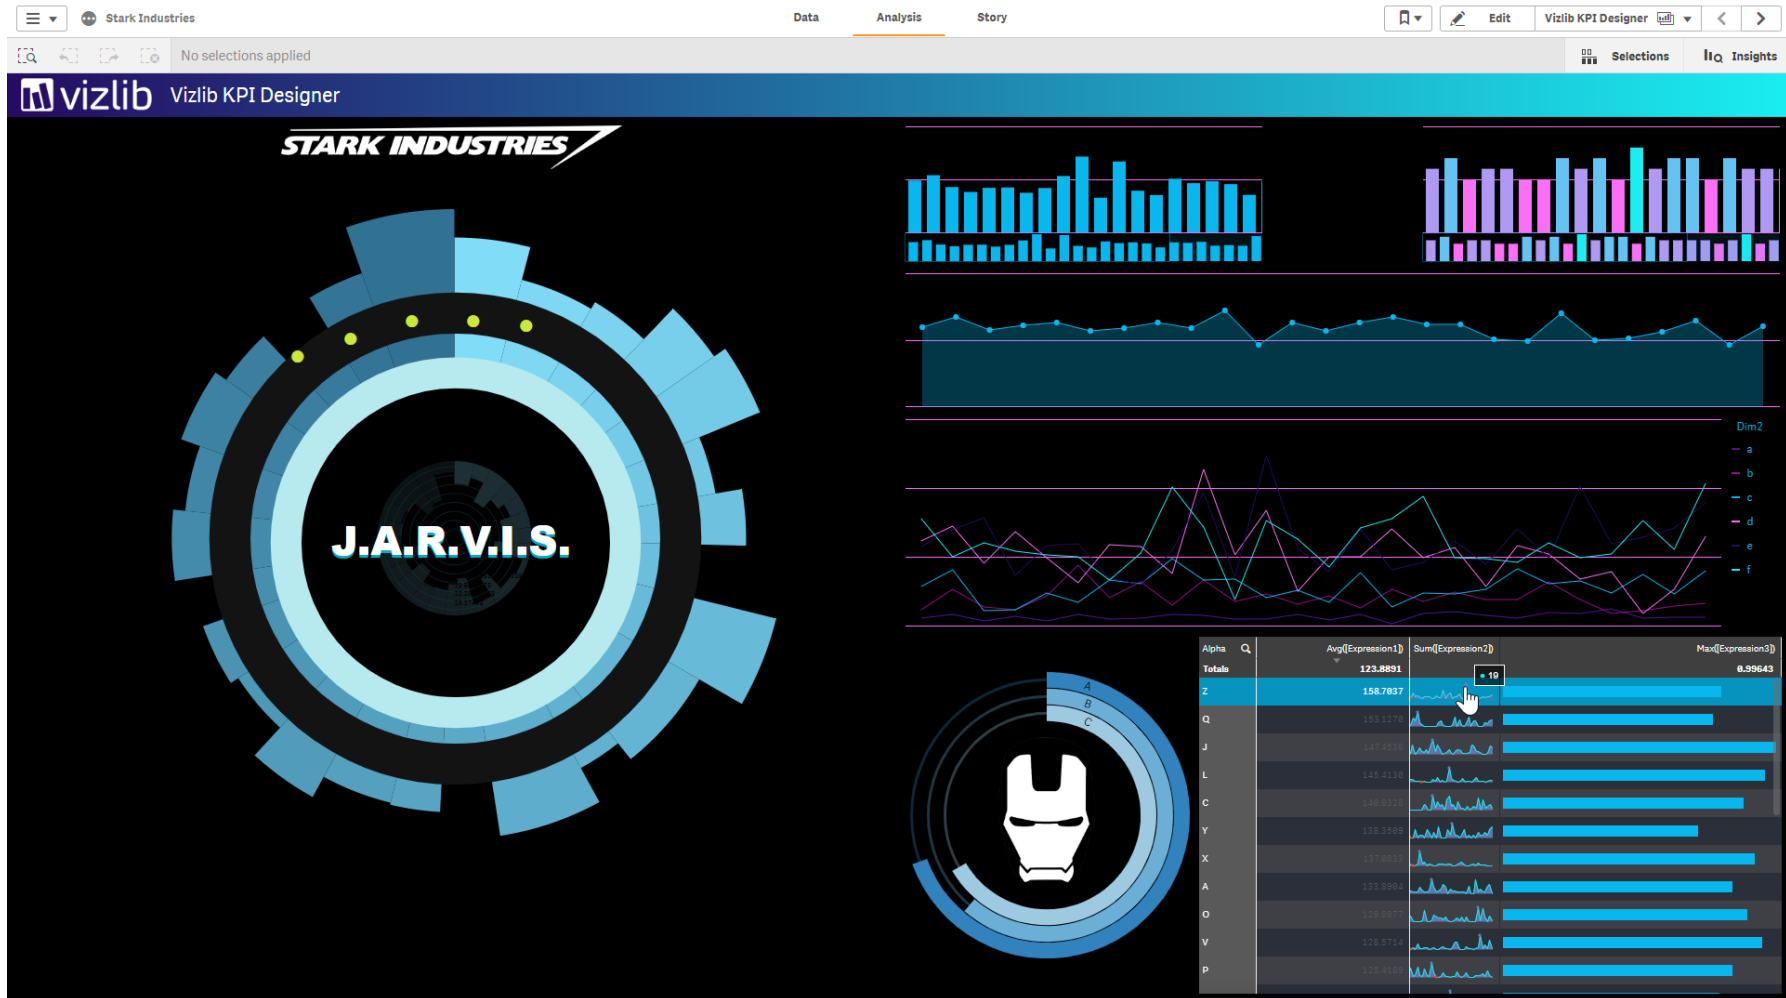 Stark Industries
Data
Analysis
Story
Edit
Vizlib KPI Designer
No selections applied
Selections
Insights
vizlib
Vizlib KPI Designer
STARK INDUSTRIES
J.A.R.V.I.S.
Dim2
a
b
c
d
e
f
A
B
C
Alpha Avg([Expression1]) Sum([Expression2]) Max([Expression3])
Totals 123.8891 0.99643
19
Z 158.7037
Q
J
L
C
Y
X
A
O
V
P